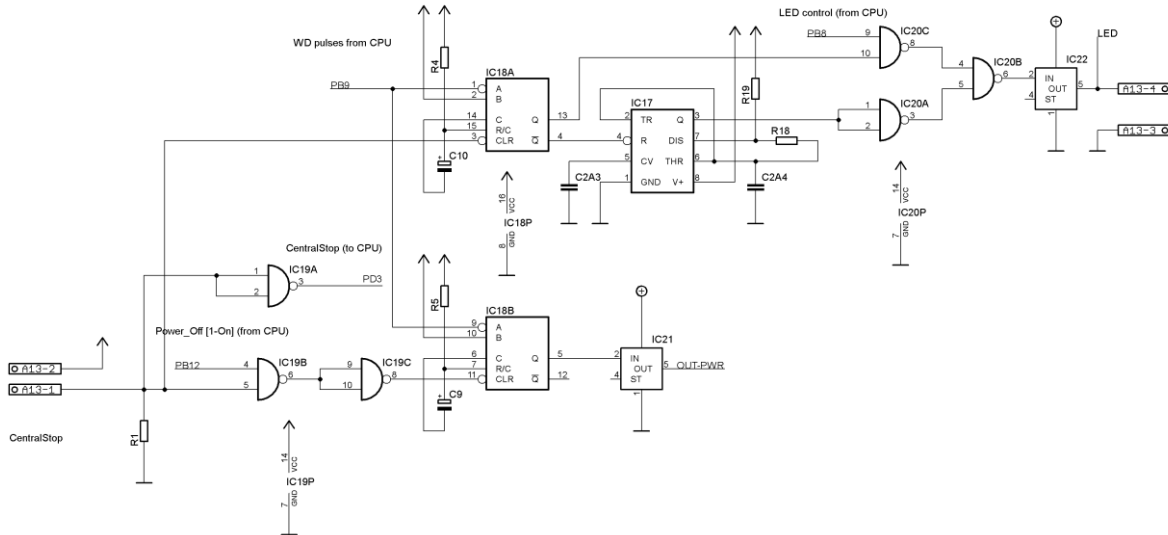 LED control (from CPU)
PB8
9
10
IC20C
8
LED
WD pulses from CPU
R4
IC18A
PB9
1
2
14
15
3
A
B
C
R/C
CLR
Q
Q
13
4
C10
IC17
2
4
5
1
TR
R
CV
GND
Q
DIS
THR
V+
3
7
6
8
R19
R18
C2A3
C2A4
1
2
IC20A
3
4
5
IC20B
6
IC22
2
4
IN
OUT
ST
5
1
A13-4
A13-3
16
VCC
IC18P
8
GND
14
VCC
IC20P
7
GND
CentralStop (to CPU)
1
2
IC19A
3
PD3
Power_Off [1-On] (from CPU)
PB12
4
5
IC19B
6
9
10
IC19C
8
R5
IC18B
9
10
6
7
11
A
B
C
R/C
CLR
Q
Q
5
12
C9
IC21
2
4
IN
OUT
ST
5
1
OUT-PWR
A13-2
A13-1
CentralStop
R1
14
VCC
IC19P
7
GND